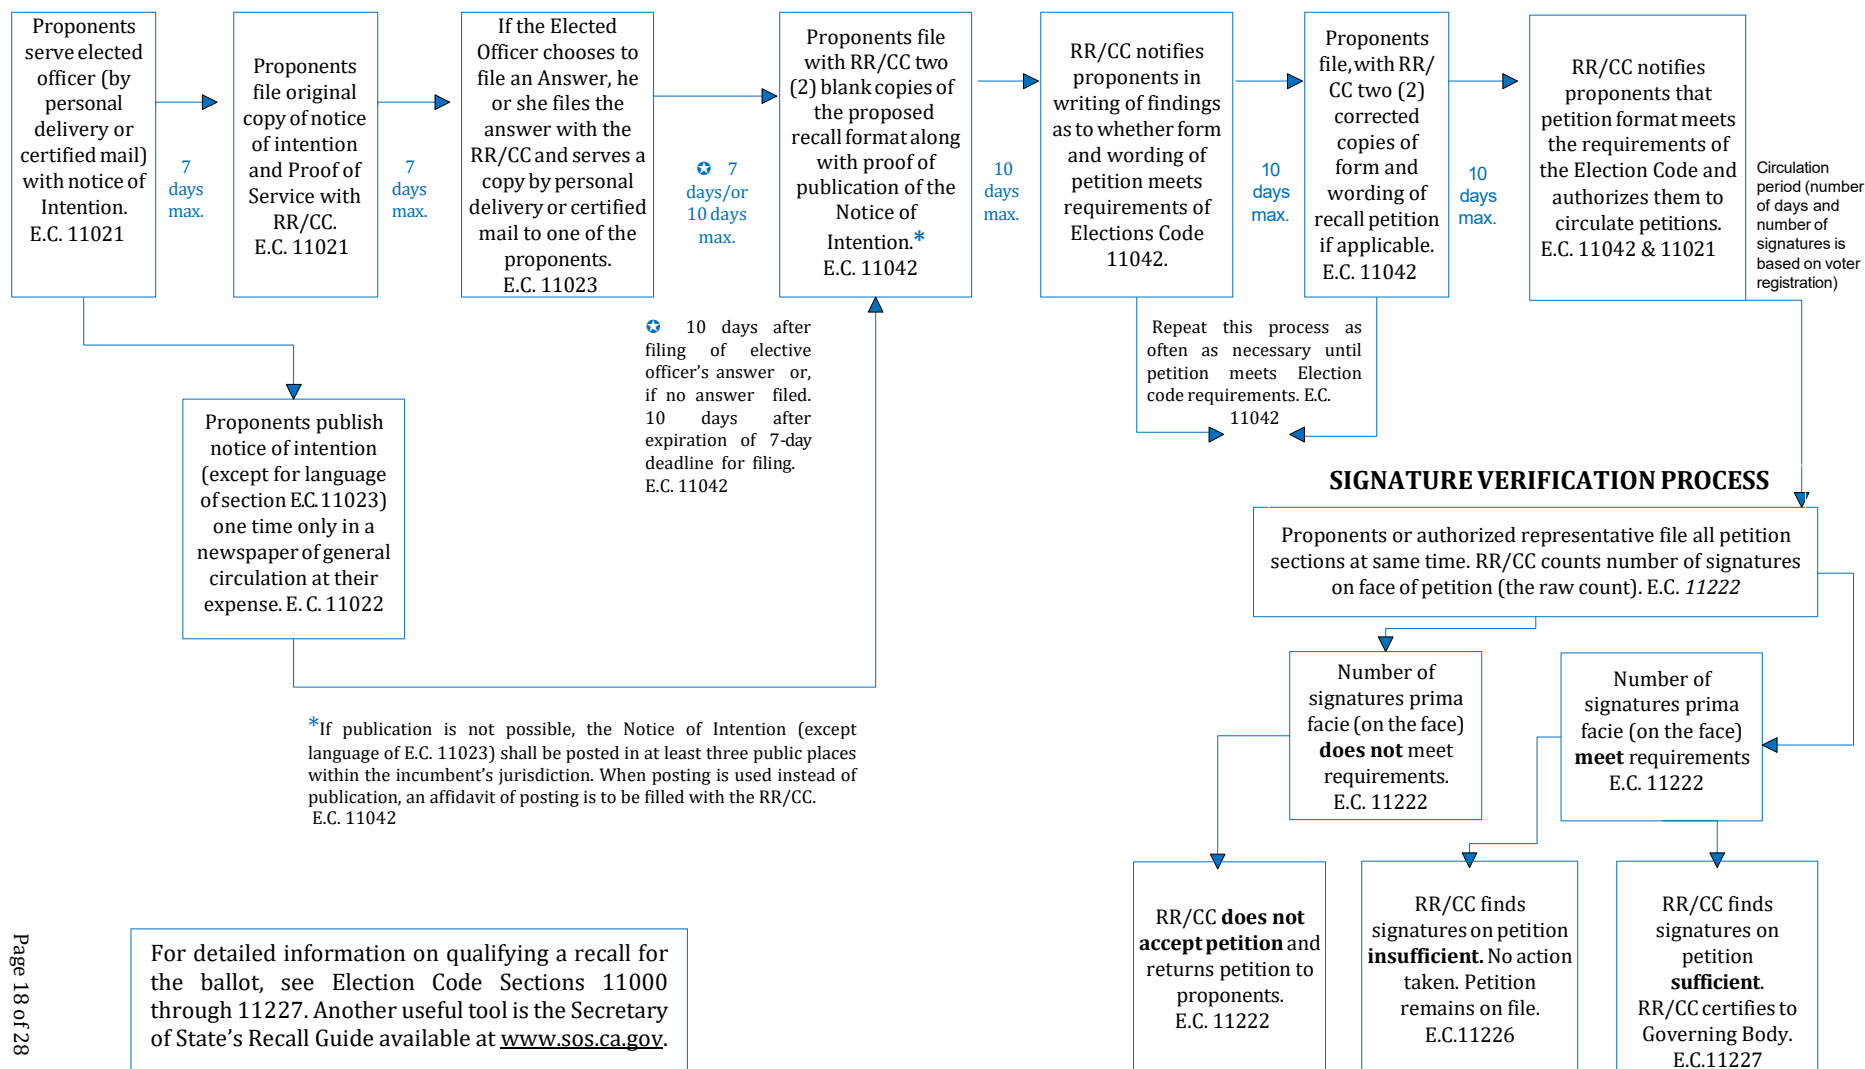 Proponents
serve elected
officer (by
personal
delivery or
certified mail)
with notice of
Intention.
E.C. 11021
7
days
max.
Proponents
file original
copy of notice
of intention
and Proof of
Service with
RR/CC.
E.C. 11021
7
days
max.
If the Elected
Officer chooses to
file an Answer, he
or she files the
answer with the
RR/CC and serves a
copy by personal
delivery or certified
mail to one of the
proponents.
E.C. 11023
✪ 7
days/or
10 days
max.
Proponents file
with RR/CC two
(2) blank copies of
the proposed
recall format along
with proof of
publication of the
Notice of
Intention.*
E.C. 11042
10
days
max.
RR/CC notifies
proponents in
writing of findings
as to whether form
and wording of
petition meets
requirements of
Elections Code
11042.
10
days
max.
Proponents
file, with RR/
CC two (2)
corrected
copies of
form and
wording of
recall petition
if applicable.
E.C. 11042
10
days
max.
RR/CC notifies
proponents that
petition format meets
the requirements of
the Election Code and
authorizes them to
circulate petitions.
E.C. 11042 & 11021
Circulation
period (number
of days and
number of
signatures is
based on voter
registration)
Proponents publish
notice of intention
(except for language
of section E.C. 11023)
one time only in a
newspaper of general
circulation at their
expense. E. C. 11022
✪ 10 days after
filing of elective
officer's answer or,
if no answer filed.
10 days after
expiration of 7-day
deadline for filing.
E.C. 11042
Repeat this process as
often as necessary until
petition meets Election
code requirements. E.C.
11042
*If publication is not possible, the Notice of Intention (except
language of E.C. 11023) shall be posted in at least three public places
within the incumbent's jurisdiction. When posting is used instead of
publication, an affidavit of posting is to be filled with the RR/CC.
E.C. 11042
SIGNATURE VERIFICATION PROCESS
Proponents or authorized representative file all petition
sections at same time. RR/CC counts number of signatures
on face of petition (the raw count). E.C. 11222
Number of
signatures prima
facie (on the face)
does not meet
requirements.
E.C. 11222
Number of
signatures prima
facie (on the face)
meet requirements
E.C. 11222
RR/CC does not
accept petition and
returns petition to
proponents.
E.C. 11222
RR/CC finds
signatures on petition
insufficient. No action
taken. Petition
remains on file.
E.C.11226
RR/CC finds
signatures on
petition
sufficient.
RR/CC certifies to
Governing Body.
E.C.11227
For detailed information on qualifying a recall for
the ballot, see Election Code Sections 11000
through 11227. Another useful tool is the Secretary
of State's Recall Guide available at www.sos.ca.gov.
Page 18 of 28